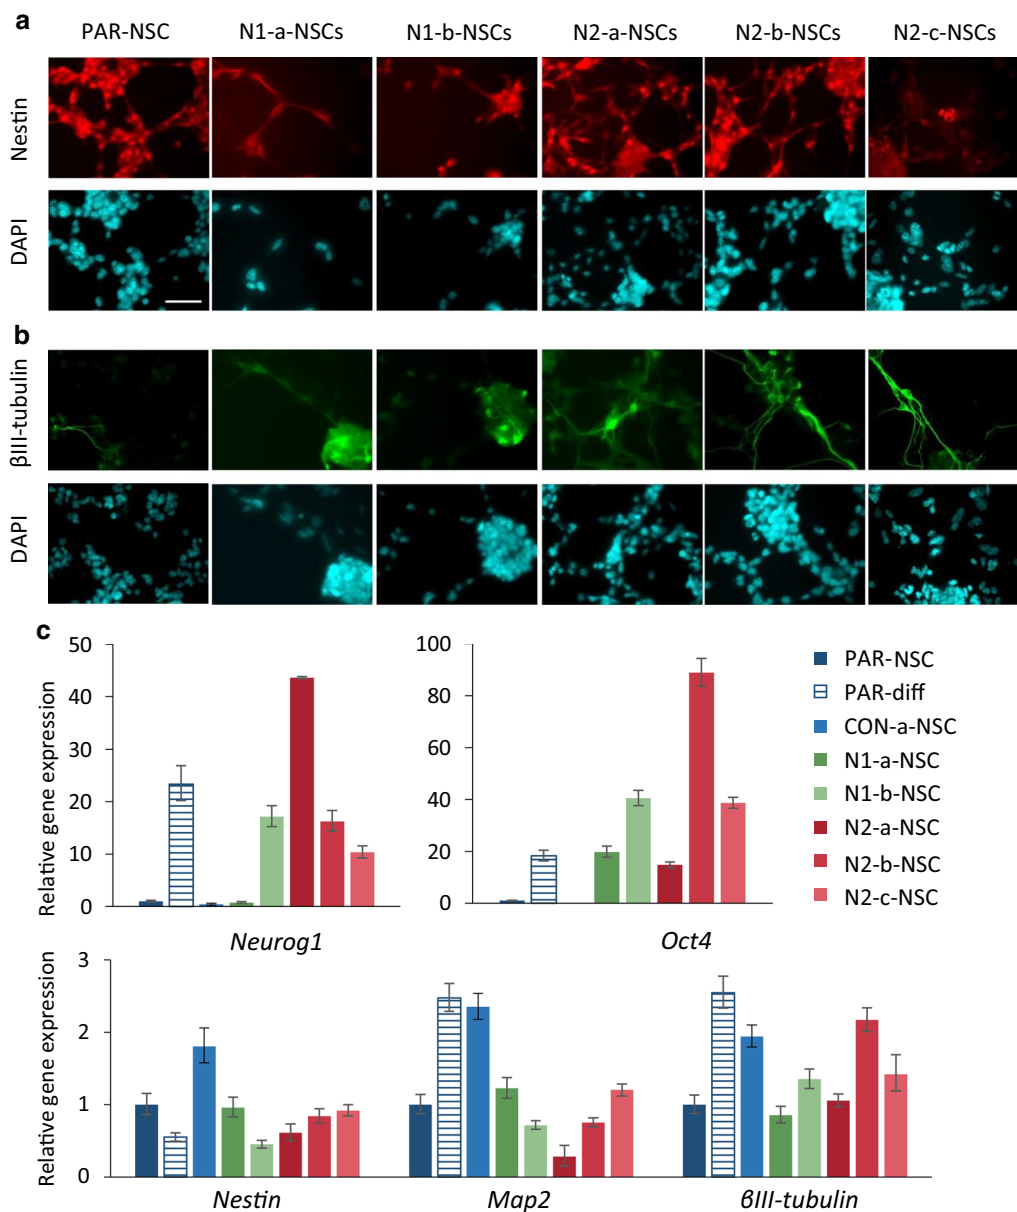 a
PAR-NSC N1-a-NSCs N1-b-NSCs N2-a-NSCs N2-b-NSCs N2-c-NSCs
Nestin
DAPI
b
βIII-tubulin
DAPI
c
Relative gene expression
50
40
30
20
10
0
Neurog1
100
80
60
40
20
0
Oct4
PAR-NSC
PAR-diff
CON-a-NSC
N1-a-NSC
N1-b-NSC
N2-a-NSC
N2-b-NSC
N2-c-NSC
Relative gene expression
3
2
1
0
Nestin Map2 βIII-tubulin